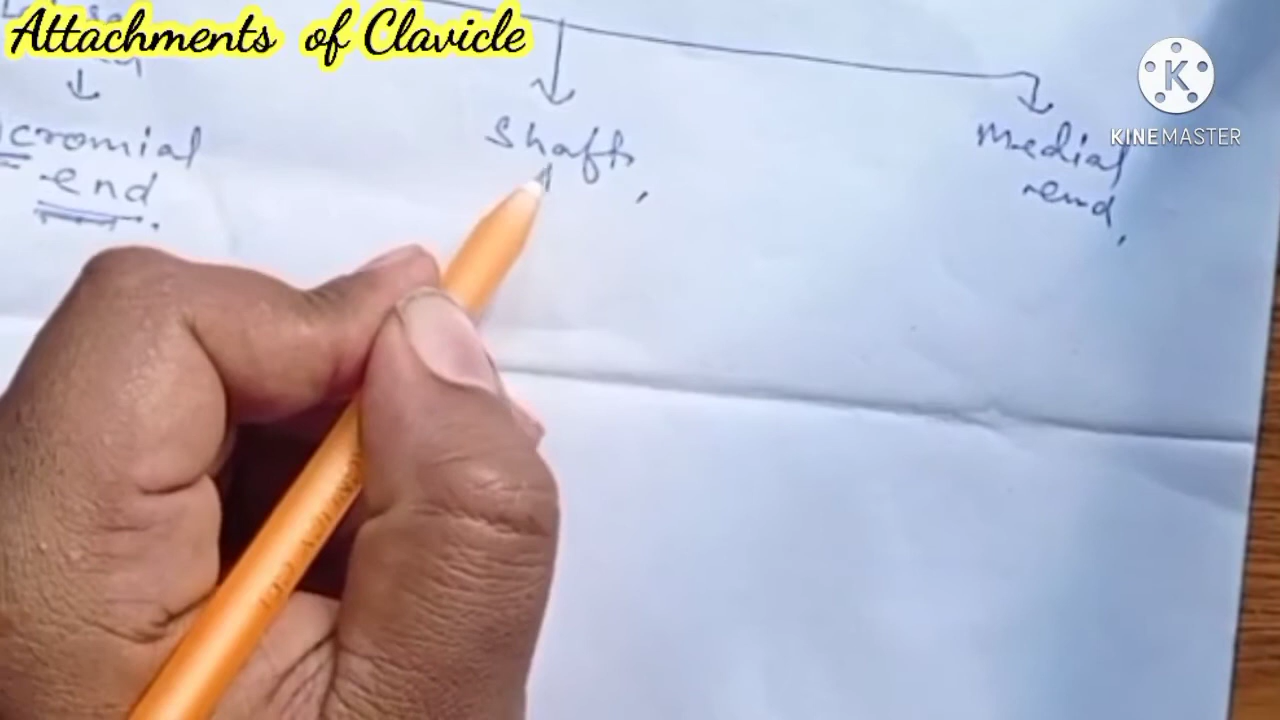 Attachments of Clavicle
KINEMASTER
Shaft,
Medial
end,
cromial
end.